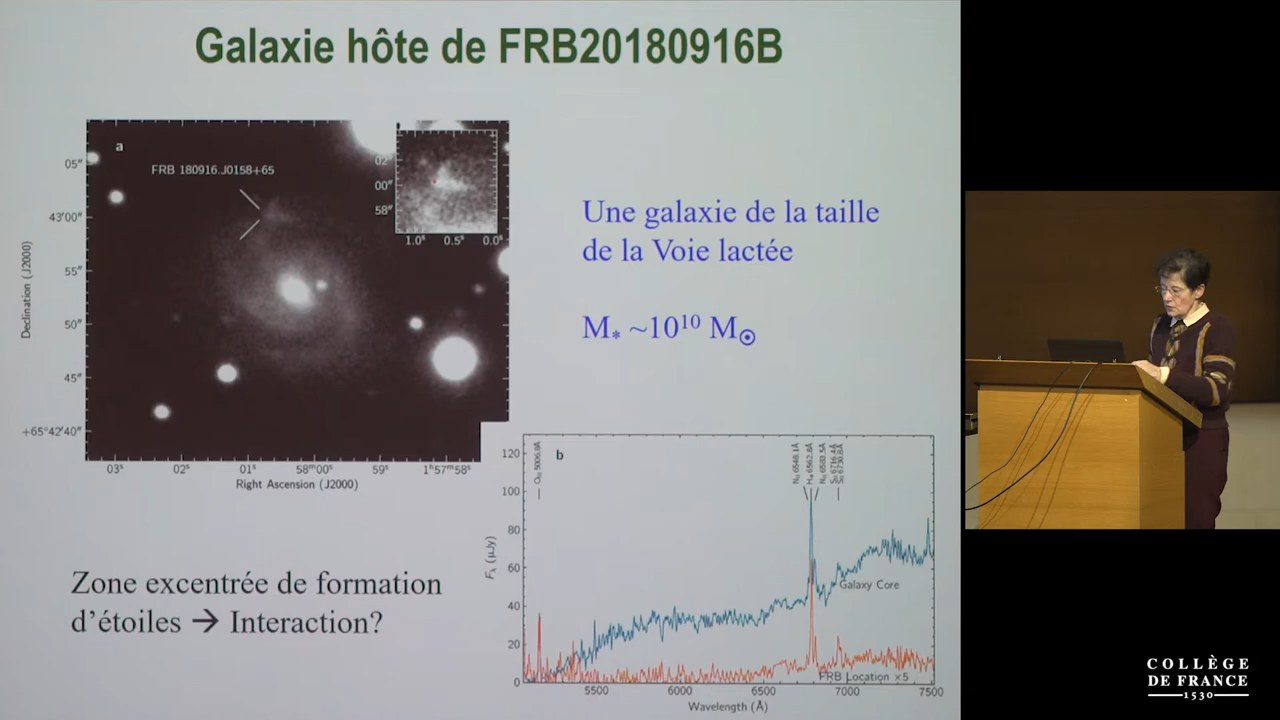 Galaxie hôte de FRB20180916B
a
FRB 180916.J0158+65
02"
00"
58"
1.0ˢ 0.5ˢ 0.0ˢ
05"
43'00"
55"
50"
45"
+65°42'40"
Declination (J2000)
03ˢ 02ˢ 01ˢ 58ᵐ00ˢ 59ˢ 1ʰ57ᵐ58ˢ
Right Ascension (J2000)
Une galaxie de la taille
de la Voie lactée
M* ~10¹⁰ M☉
Zone excentrée de formation
d'étoiles → Interaction?
b
120
100
80
60
40
20
0
Fλ (μJy)
Galaxy Core
FRB Location ×5
5500 6000 6500 7000 7500
Wavelength (Å)
COLLÈGE
DE FRANCE
1530